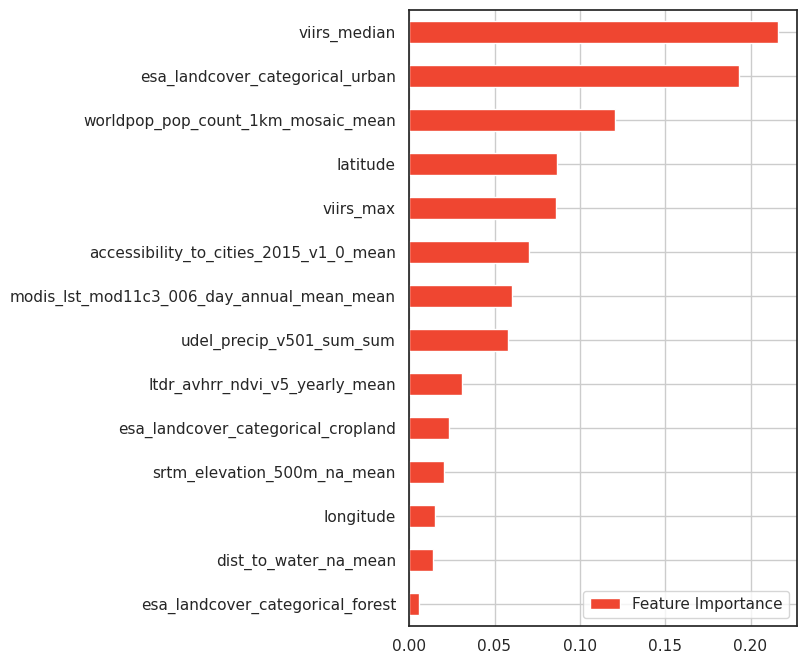 viirs_median
esa_landcover_categorical_urban
worldpop_pop_count_1km_mosaic_mean
latitude
viirs_max
accessibility_to_cities_2015_v1_0_mean
modis_lst_mod11c3_006_day_annual_mean_mean
udel_precip_v501_sum_sum
ltdr_avhrr_ndvi_v5_yearly_mean
esa_landcover_categorical_cropland
srtm_elevation_500m_na_mean
longitude
dist_to_water_na_mean
esa_landcover_categorical_forest
Feature Importance
0.00 0.05 0.10 0.15 0.20